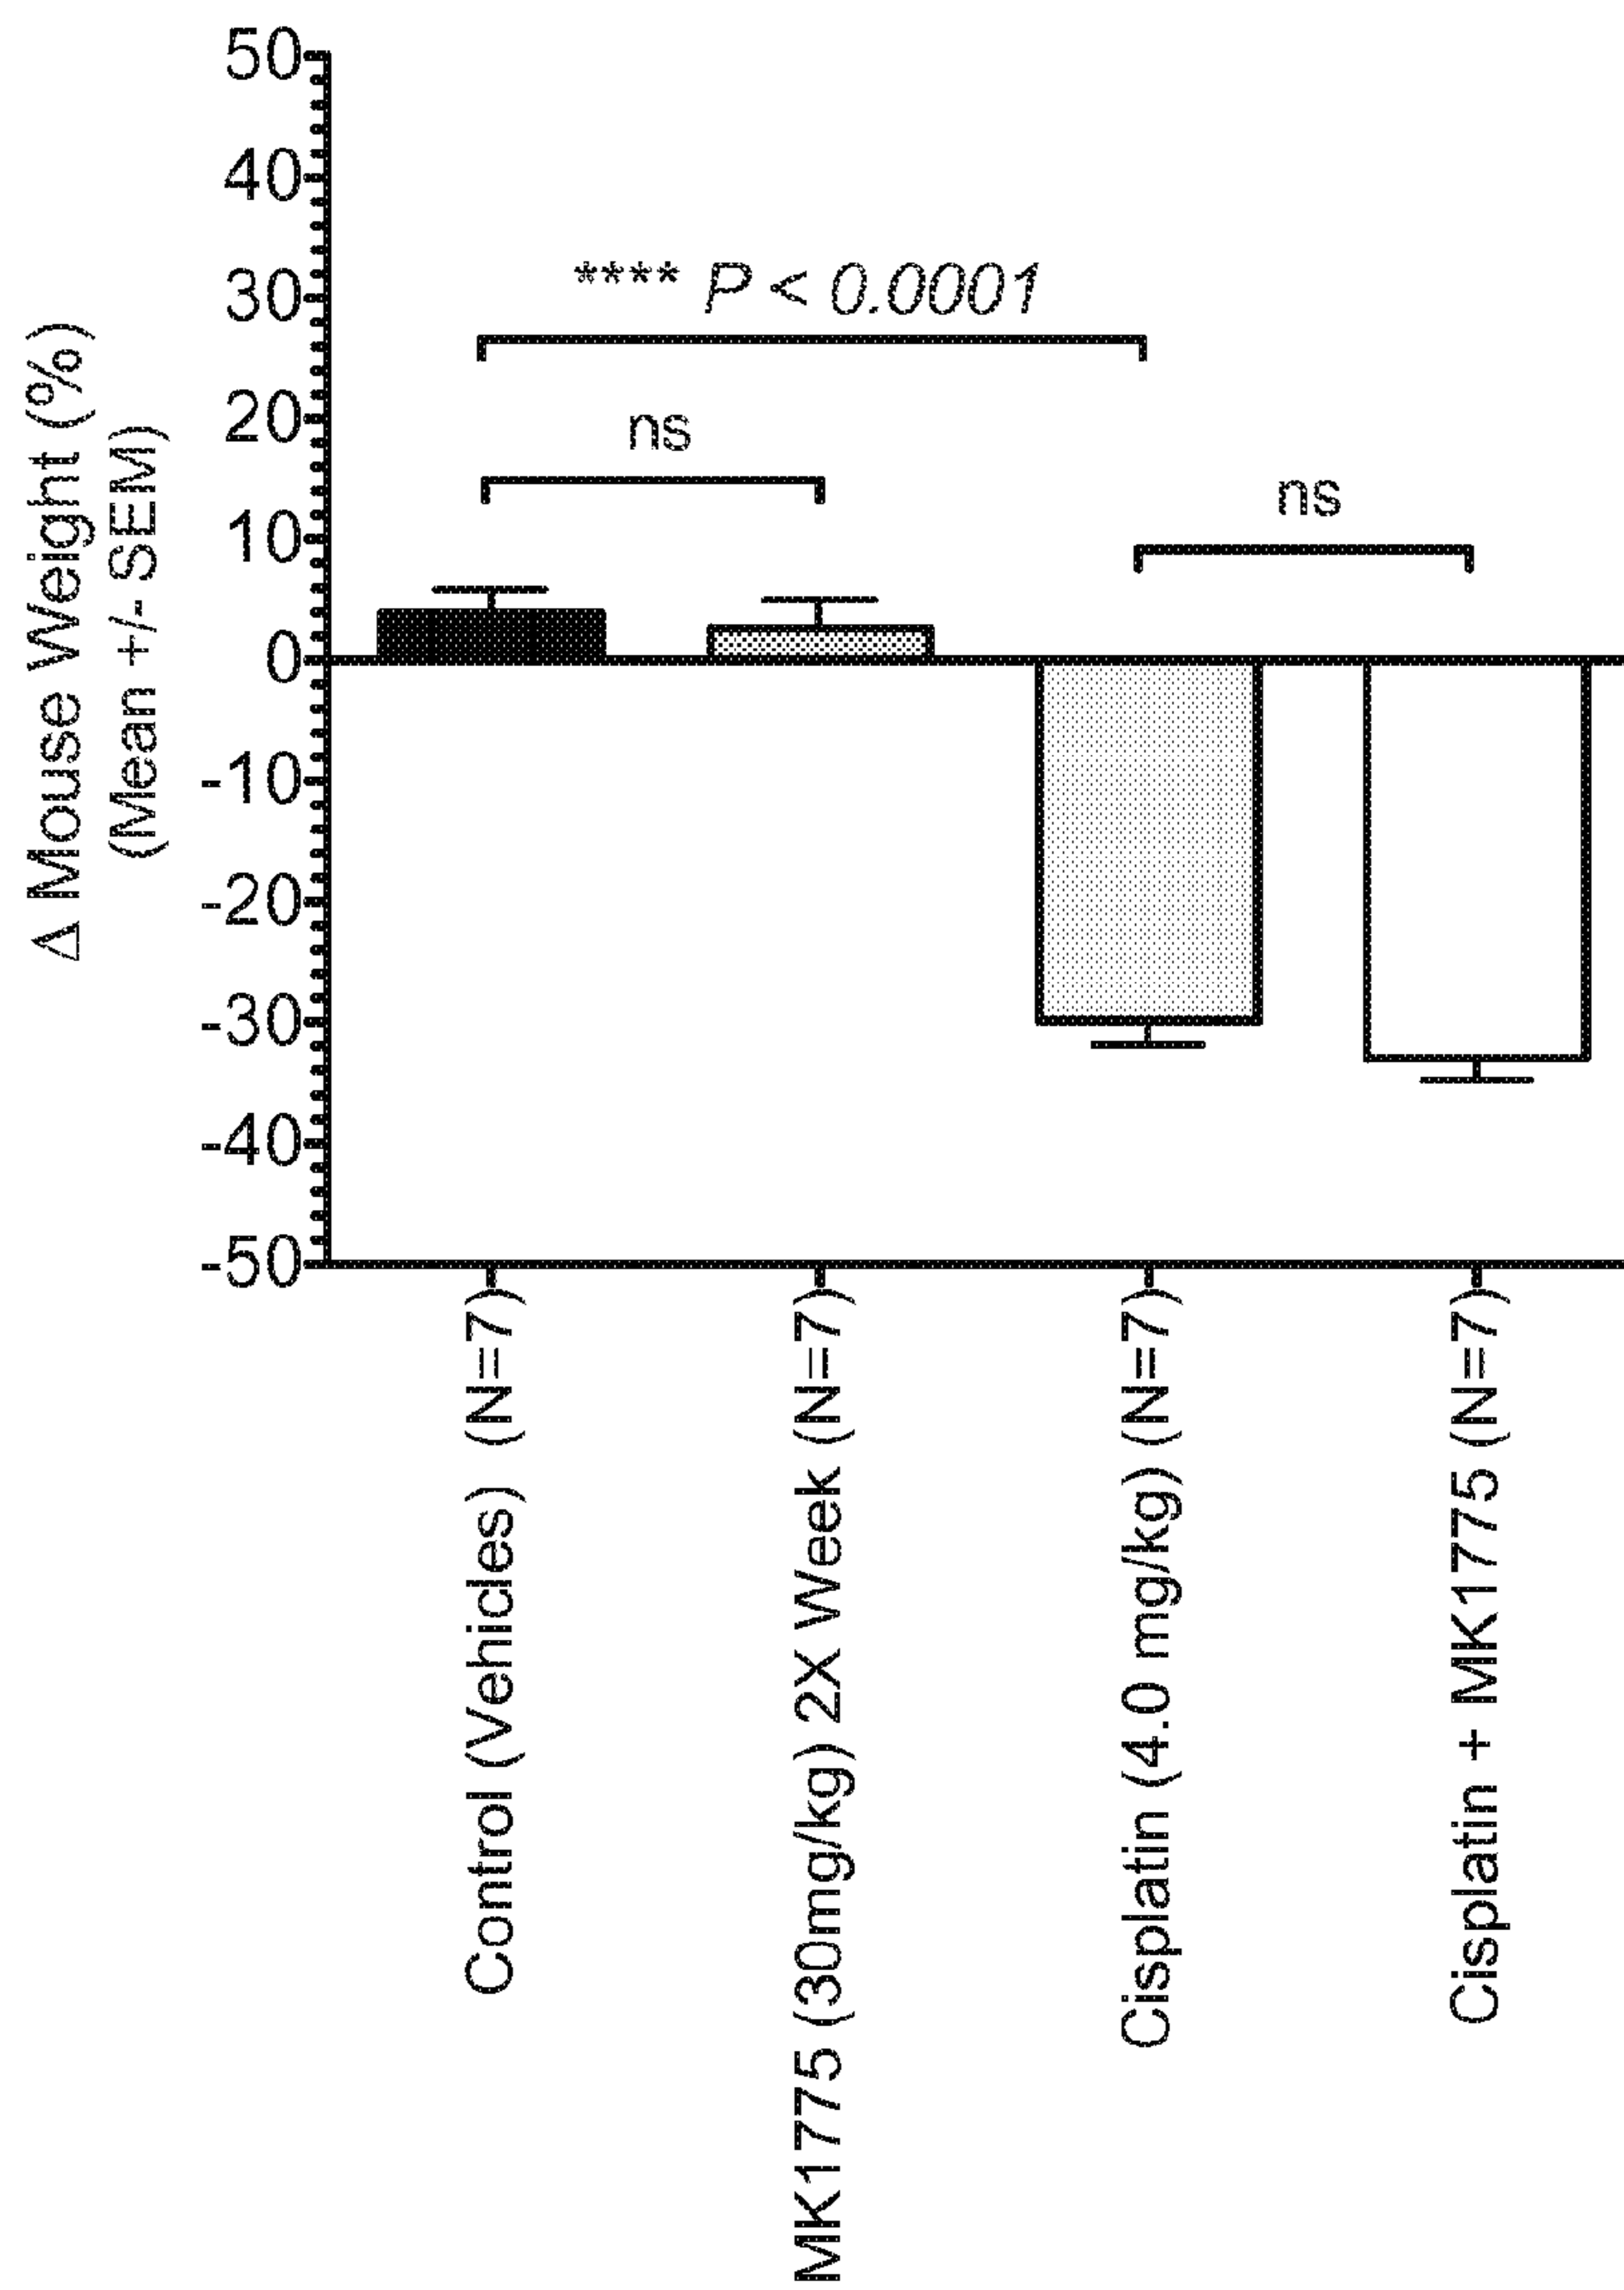 Δ Mouse Weight (%)
(Mean +/- SEM)
50
40
30
20
10
0
-10
-20
-30
-40
-50
**** P < 0.0001
ns
ns
Control (Vehicles) (N=7)
MK1775 (30mg/kg) 2X Week (N=7)
Cisplatin (4.0 mg/kg) (N=7)
Cisplatin + MK1775 (N=7)